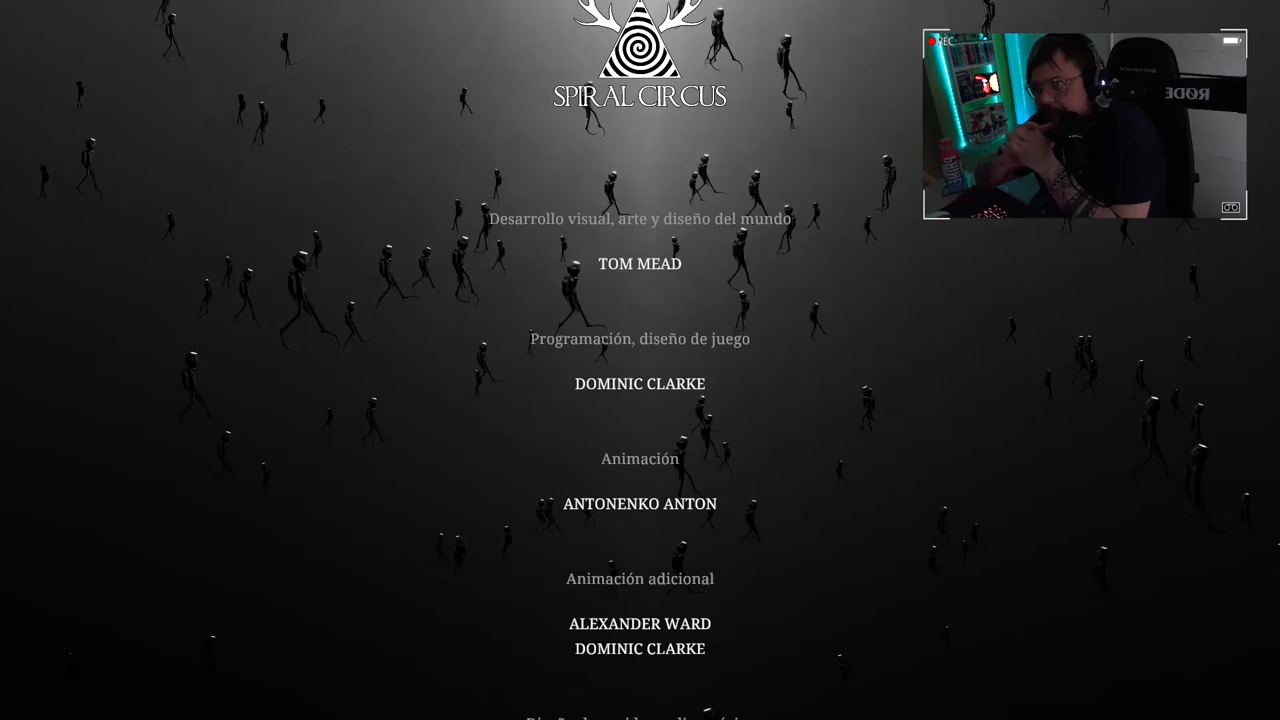 SPIRAL CIRCUS
REC
RØDE
Desarrollo visual, arte y diseño del mundo
TOM MEAD
Programación, diseño de juego
DOMINIC CLARKE
Animación
ANTONENKO ANTON
Animación adicional
ALEXANDER WARD
DOMINIC CLARKE